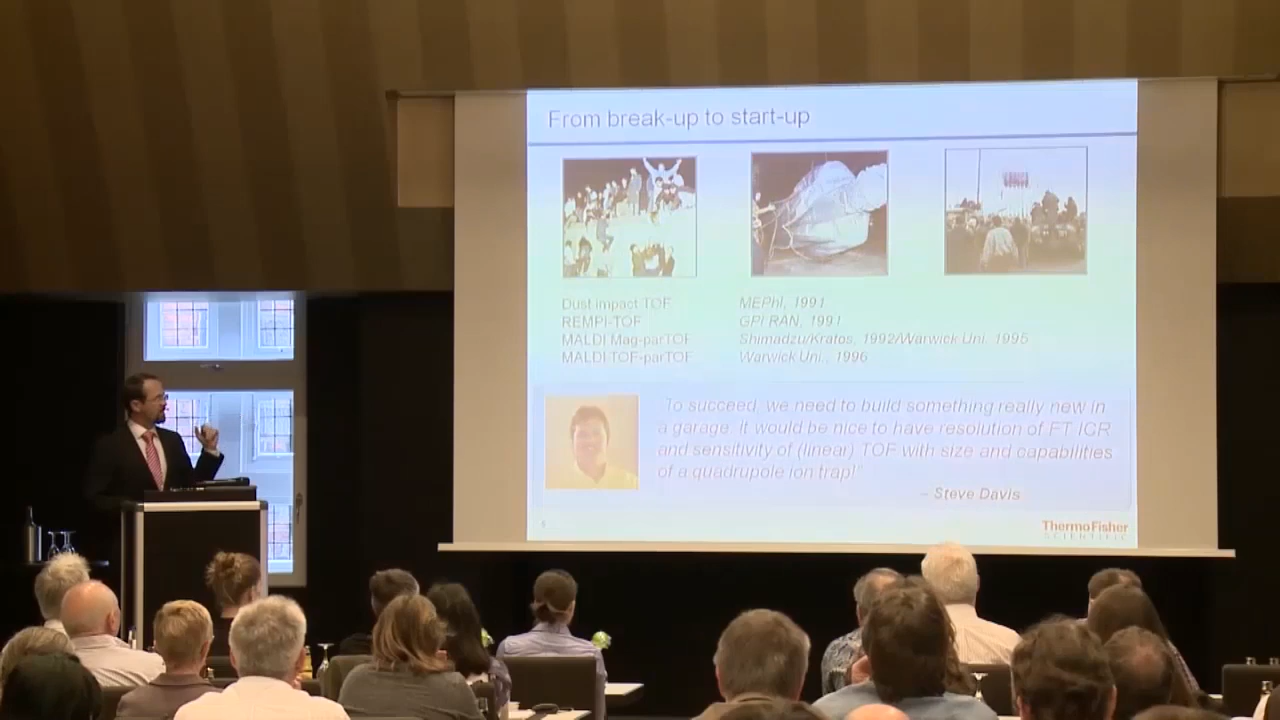 From break-up to start-up
Dust impact TOF MEPhI, 1991
REMPI-TOF GPI RAN, 1991
MALDI Mag-parTOF Shimadzu/Kratos, 1992/Warwick Uni. 1995
MALDI TOF-parTOF Warwick Uni., 1996
"To succeed, we need to build something really new in
a garage. It would be nice to have resolution of FT ICR
and sensitivity of (linear) TOF with size and capabilities
of a quadrupole ion trap!"
– Steve Davis
ThermoFisher
SCIENTIFIC